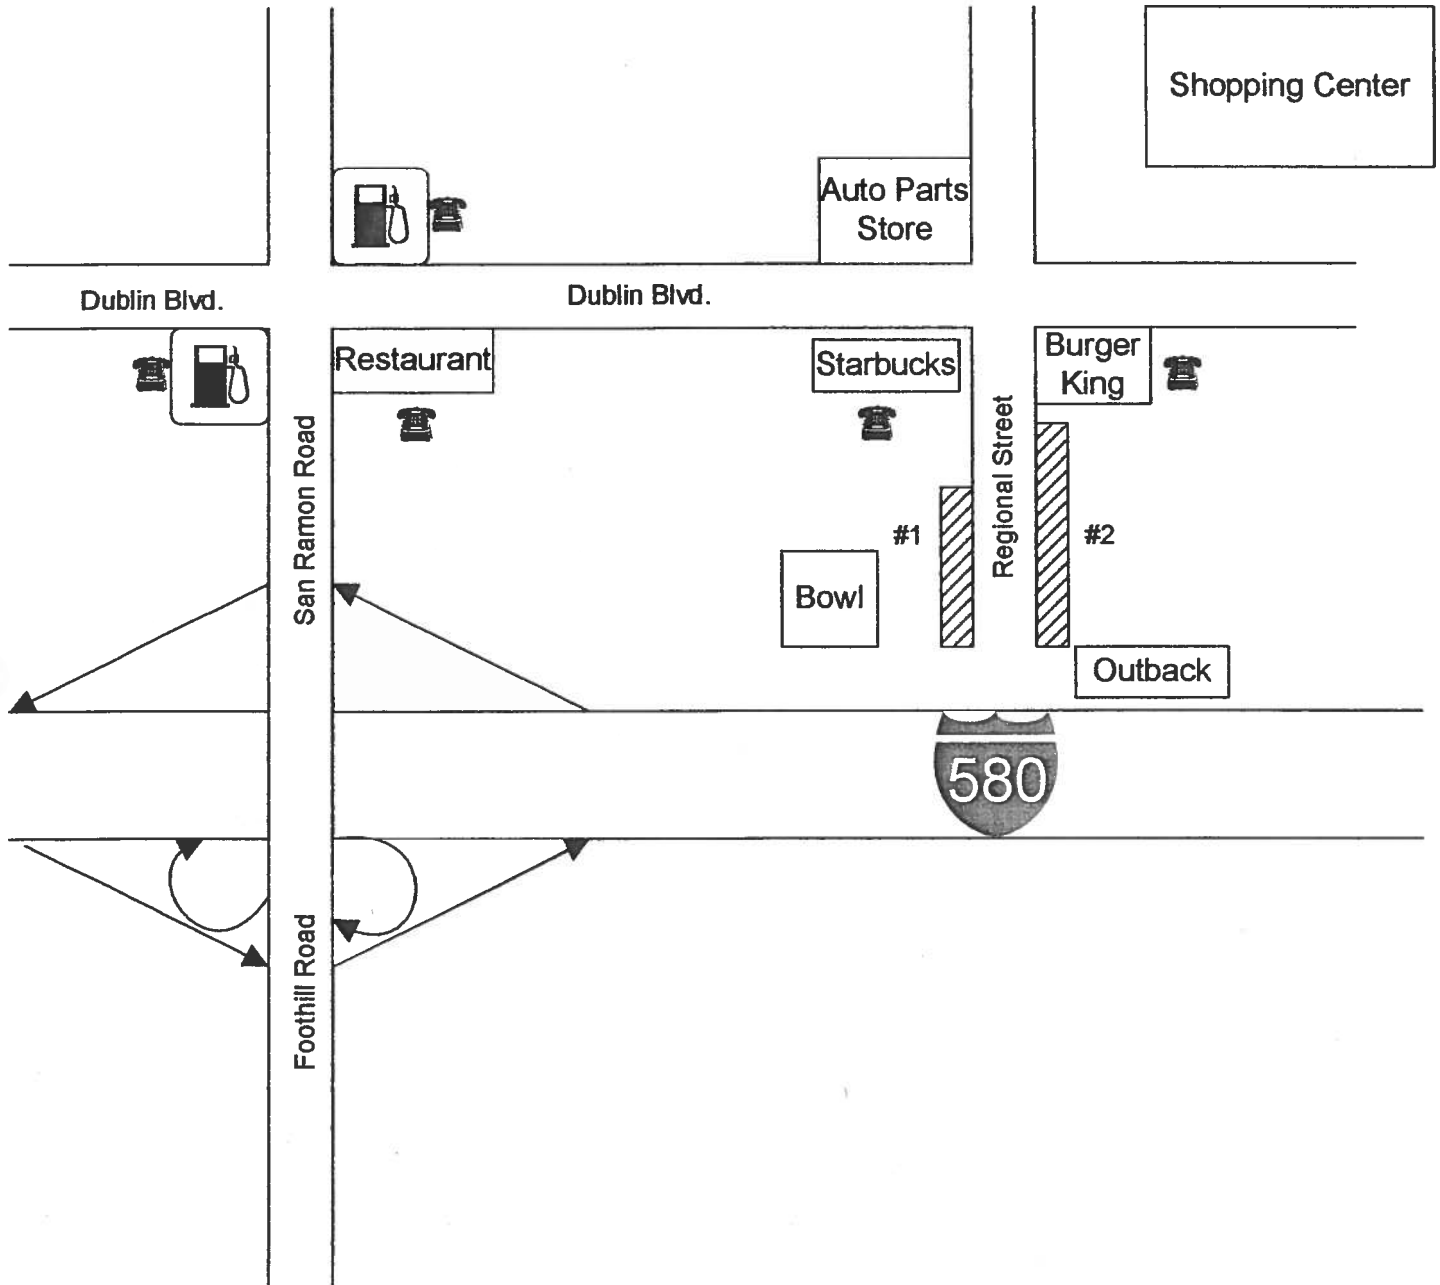 Shopping Center
Auto Parts
Store
Dublin Blvd.
Dublin Blvd.
Restaurant
Starbucks
Burger
King
San Ramon Road
Regional Street
#1
#2
Bowl
Outback
580
Foothill Road